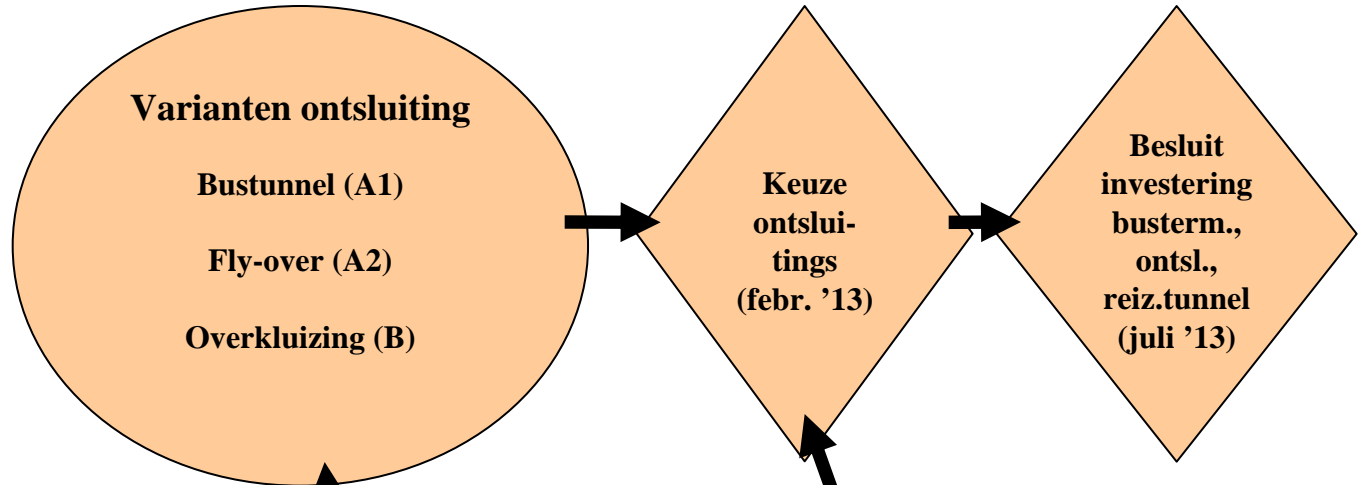 Varianten ontsluiting
Bustunnel (A1)
Fly-over (A2)
Overkluizing (B)
Keuze
ontslui-
tings
(febr. ’13)
Besluit
investering
busterm.,
ontsl.,
reiz.tunnel
(juli ’13)